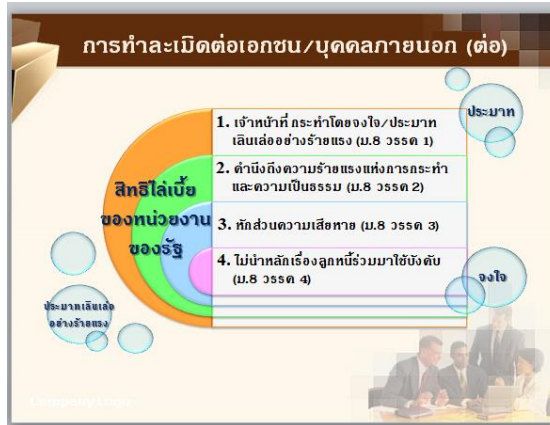 การทำละเมิดต่อเอกชน/บุคคลภายนอก (ต่อ)
ประมาท
1. เจ้าหน้าที่ กระทำโดยจงใจ/ประมาท
เลินเล่ออย่างร้ายแรง (ม.8 วรรค 1)
2. คำนึงถึงความร้ายแรงแห่งการกระทำ
และความเป็นธรรม (ม.8 วรรค 2)
สิทธิไล่เบี้ย
ของหน่วยงาน
ของรัฐ
3. หักส่วนความเสียหาย (ม.8 วรรค 3)
4. ไม่นำหลักเรื่องลูกหนี้ร่วมมาใช้บังคับ
(ม.8 วรรค 4)
จงใจ
ประมาทเลินเล่อ
อย่างร้ายแรง
Company Logo